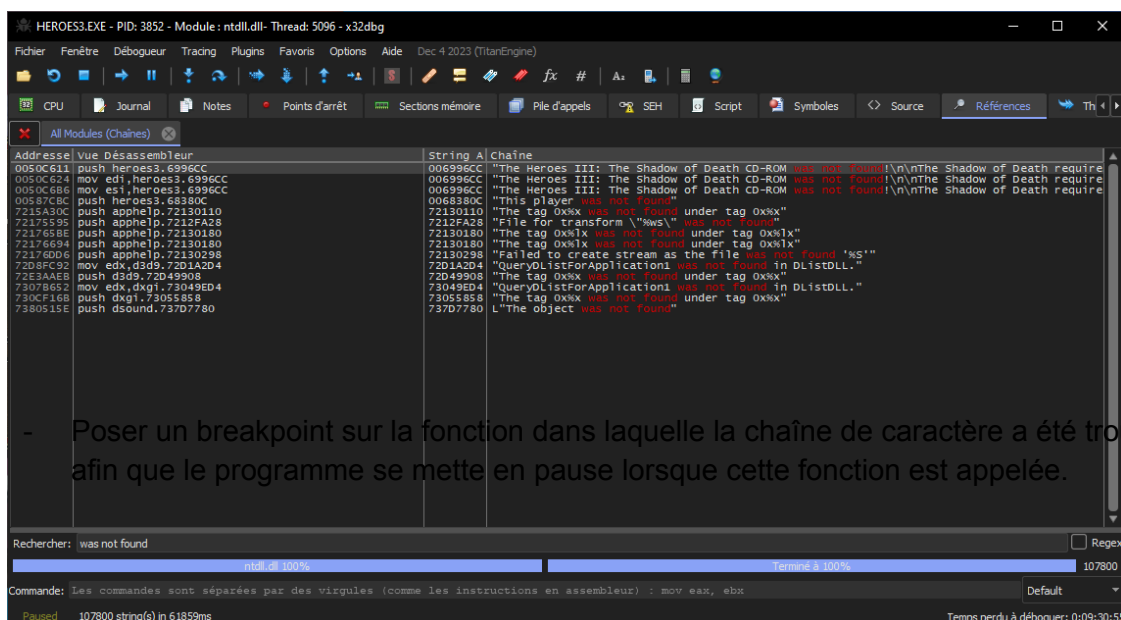 HEROES3.EXE - PID: 3852 - Module : ntdll.dll- Thread: 5096 - x32dbg
Fichier Fenêtre Débogueur Tracing Plugins Favoris Options Aide Dec 4 2023 (TitanEngine)
CPU Journal Notes Points d'arrêt Sections mémoire Pile d'appels SEH Script Symboles Source Références Th
All Modules (Chaînes)
Addresse Vue Désassembleur String A Chaîne
0050C611 push heroes3.6996CC 006996CC "The Heroes III: The Shadow of Death CD-ROM was not found!\n\nThe Shadow of Death require
0050C624 mov edi,heroes3.6996CC 006996CC "The Heroes III: The Shadow of Death CD-ROM was not found!\n\nThe Shadow of Death require
0050C6B6 mov esi,heroes3.6996CC 006996CC "The Heroes III: The Shadow of Death CD-ROM was not found!\n\nThe Shadow of Death require
00587CBC push heroes3.68380C 0068380C "This player was not found"
7215A30C push apphelp.72130110 72130110 "The tag 0x%x was not found under tag 0x%x"
72175595 push apphelp.7212FA28 7212FA28 "File for transform \"%ws\" was not found"
721765BE push apphelp.72130180 72130180 "The tag 0x%lx was not found under tag 0x%lx"
72176694 push apphelp.72130180 72130180 "The tag 0x%lx was not found under tag 0x%lx"
72176DD6 push apphelp.72130298 72130298 "Failed to create stream as the file was not found '%S'"
72D8FC92 mov edx,d3d9.72D1A2D4 72D1A2D4 "QueryDListForApplication1 was not found in DListDLL."
72E3AAEB push d3d9.72D49908 72D49908 "The tag 0x%x was not found under tag 0x%x"
7307B652 mov edx,dxgi.73049ED4 73049ED4 "QueryDListForApplication1 was not found in DListDLL."
730CF16B push dxgi.73055858 73055858 "The tag 0x%x was not found under tag 0x%x"
7380515E push dsound.737D7780 737D7780 L"The object was not found"
- Poser un breakpoint sur la fonction dans laquelle la chaîne de caractère a été tro
afin que le programme se mette en pause lorsque cette fonction est appelée.
Rechercher: was not found Regex
ntdll.dll 100% Terminé à 100% 107800
Commande: Les commandes sont séparées par des virgules (comme les instructions en assembleur) : mov eax, ebx Default
Paused 107800 string(s) in 61859ms Temps perdu à déboguer: 0:09:30:55